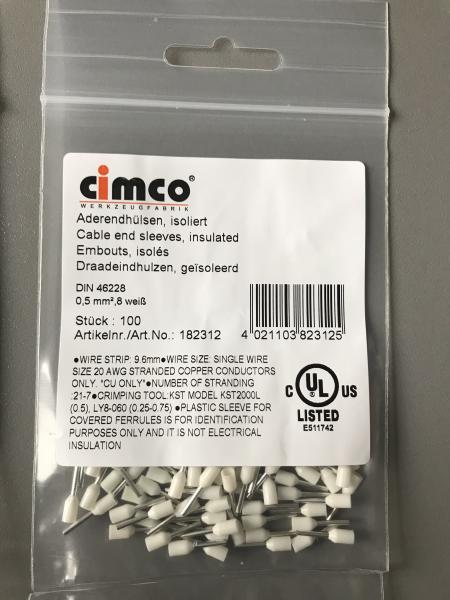 cimco®
WERKZEUGFABRIK
Aderendhülsen, isoliert
Cable end sleeves, insulated
Embouts, isolés
Draadeindhulzen, geïsoleerd
DIN 46228
0,5 mm²,8 weiß
Stück : 100
Artikelnr./Art.No.: 182312
4 021103 823125
●WIRE STRIP: 9.6mm●WIRE SIZE: SINGLE WIRE
SIZE 20 AWG STRANDED COPPER CONDUCTORS
ONLY. "CU ONLY"●NUMBER OF STRANDING
:21-7●CRIMPING TOOL:KST MODEL KST2000L
(0.5), LY8-060 (0.25-0.75)●PLASTIC SLEEVE FOR
COVERED FERRULES IS FOR IDENTIFICATION
PURPOSES ONLY AND IT IS NOT ELECTRICAL
INSULATION
C UL ® US
LISTED
E511742